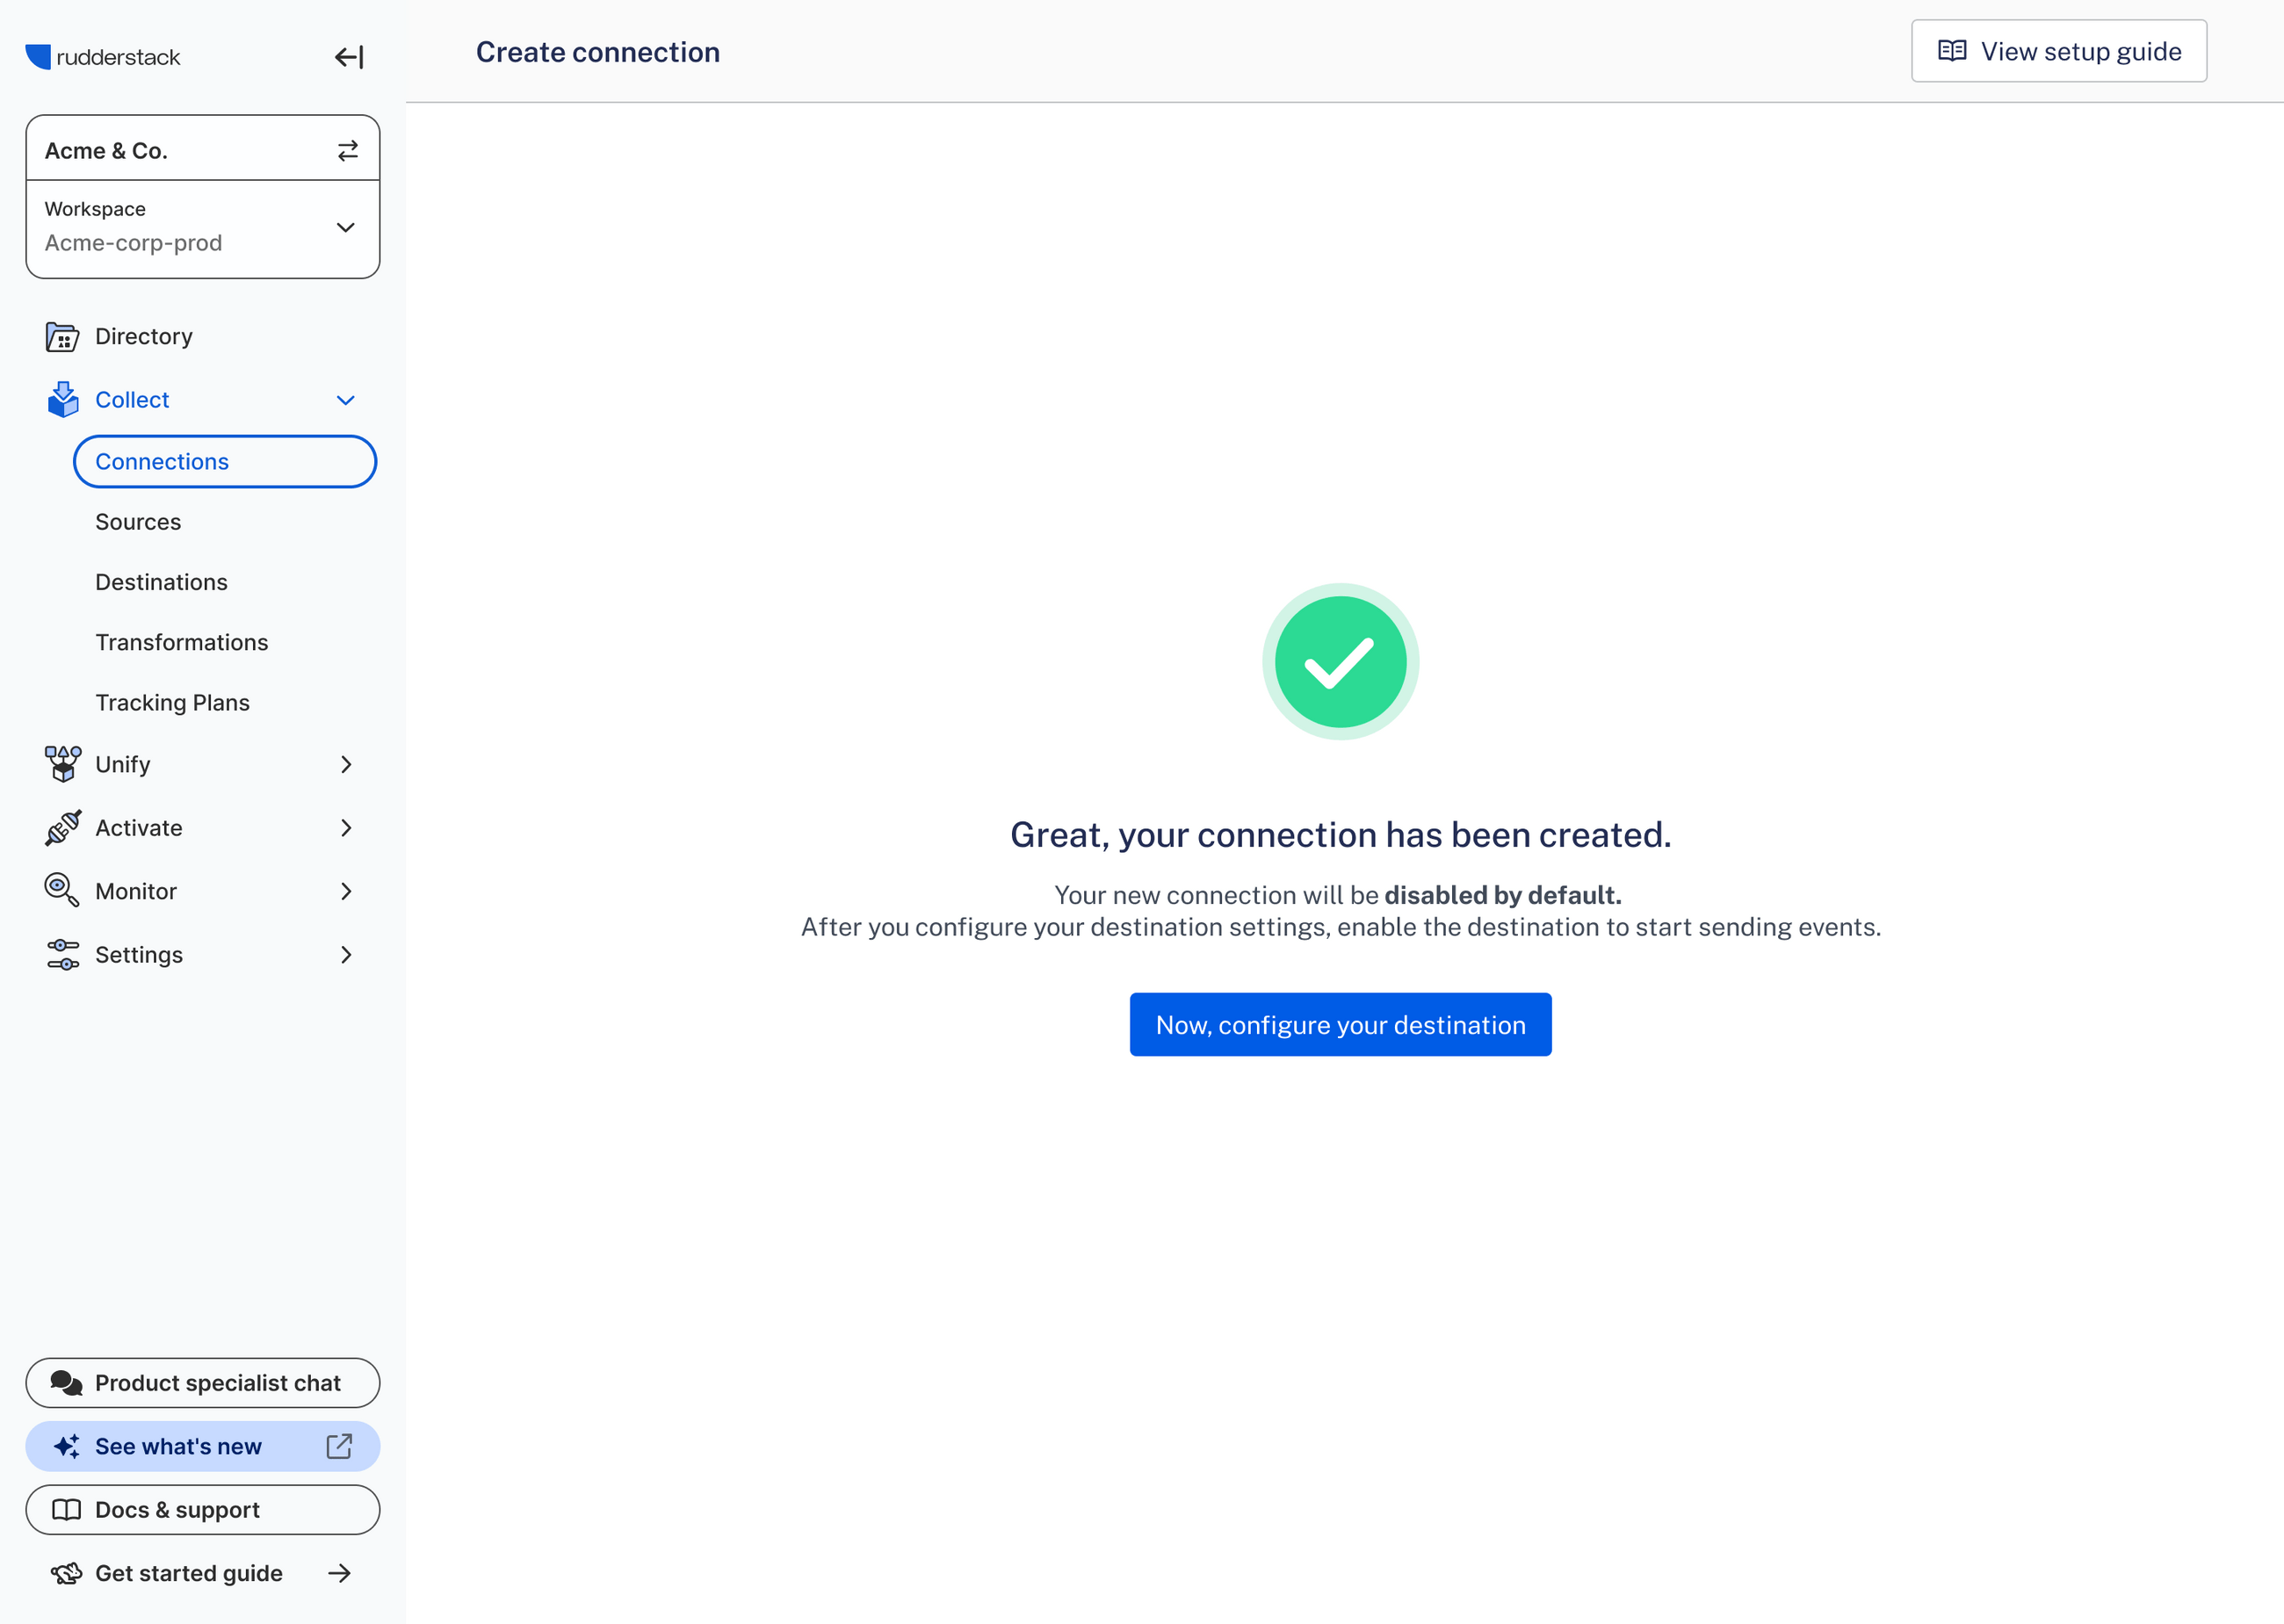 rudderstack
Create connection
View setup guide
Acme & Co.
Workspace
Acme-corp-prod
Directory
Collect
Connections
Sources
Destinations
Transformations
Tracking Plans
Unify
Activate
Monitor
Settings
Great, your connection has been created.
Your new connection will be disabled by default.
After you configure your destination settings, enable the destination to start sending events.
Now, configure your destination
Product specialist chat
See what's new
Docs & support
Get started guide